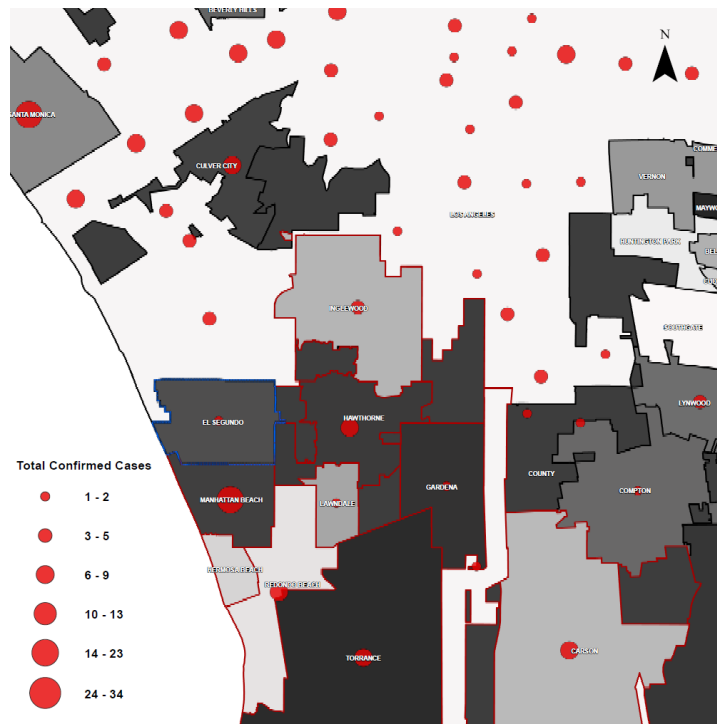 BEVERLY HILLS
N
SANTA MONICA
CULVER CITY
VERNON
LOS ANGELES
HUNTINGTON PARK
INGLEWOOD
SOUTHGATE
LYNWOOD
EL SEGUNDO
HAWTHORNE
Total Confirmed Cases
1 - 2
3 - 5
6 - 9
10 - 13
14 - 23
24 - 34
COUNTY
GARDENA
COMPTON
MANHATTAN BEACH
LAWNDALE
HERMOSA BEACH
REDONDO BEACH
TORRANCE
CARSON